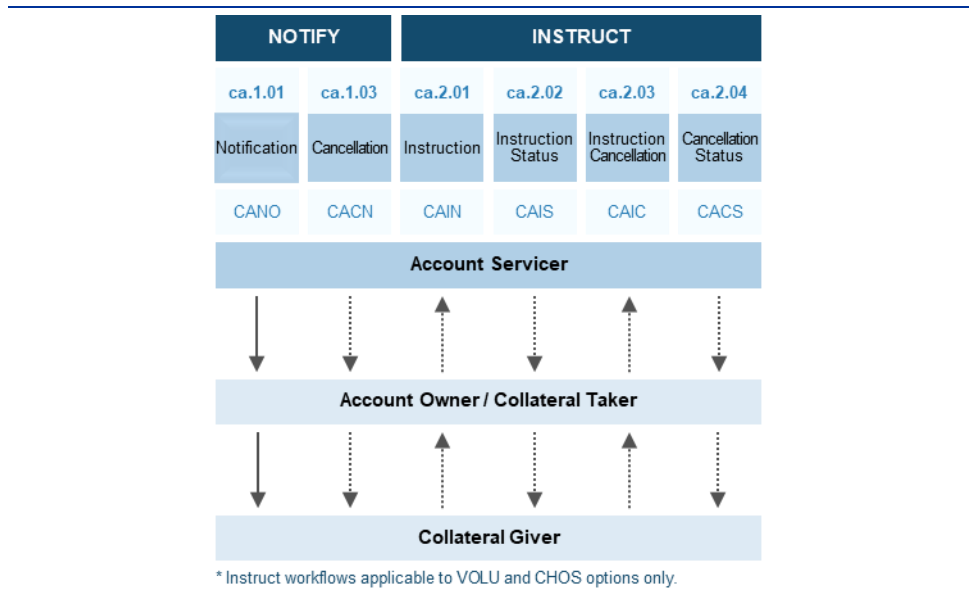 NOTIFY INSTRUCT
ca.1.01 ca.1.03 ca.2.01 ca.2.02 ca.2.03 ca.2.04
Notification Cancellation Instruction Instruction Status Instruction Cancellation Cancellation Status
CANO CACN CAIN CAIS CAIC CACS
Account Servicer
Account Owner / Collateral Taker
Collateral Giver
* Instruct workflows applicable to VOLU and CHOS options only.